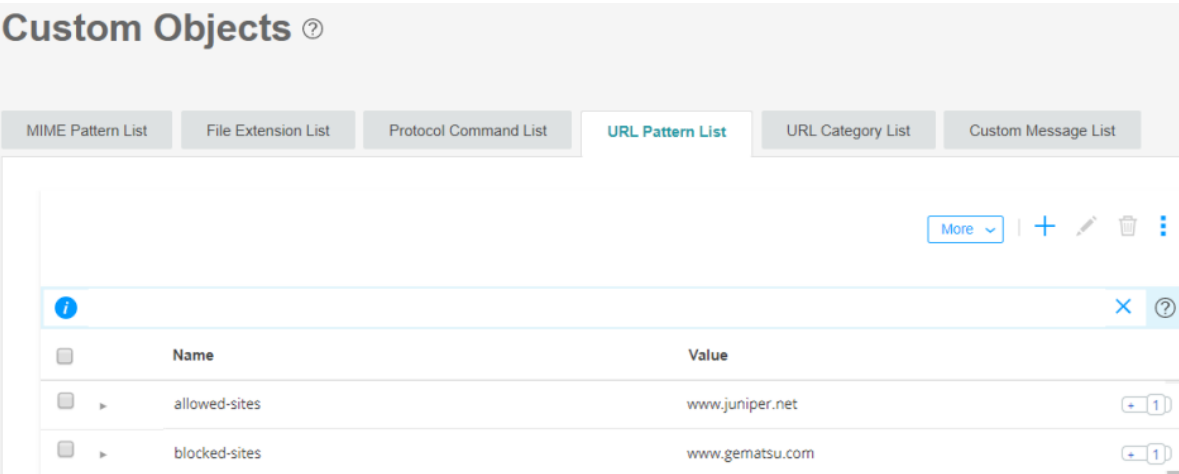 Custom Objects ?
MIME Pattern List File Extension List Protocol Command List URL Pattern List URL Category List Custom Message List
More
i ?
Name Value
allowed-sites www.juniper.net + 1
blocked-sites www.gematsu.com + 1